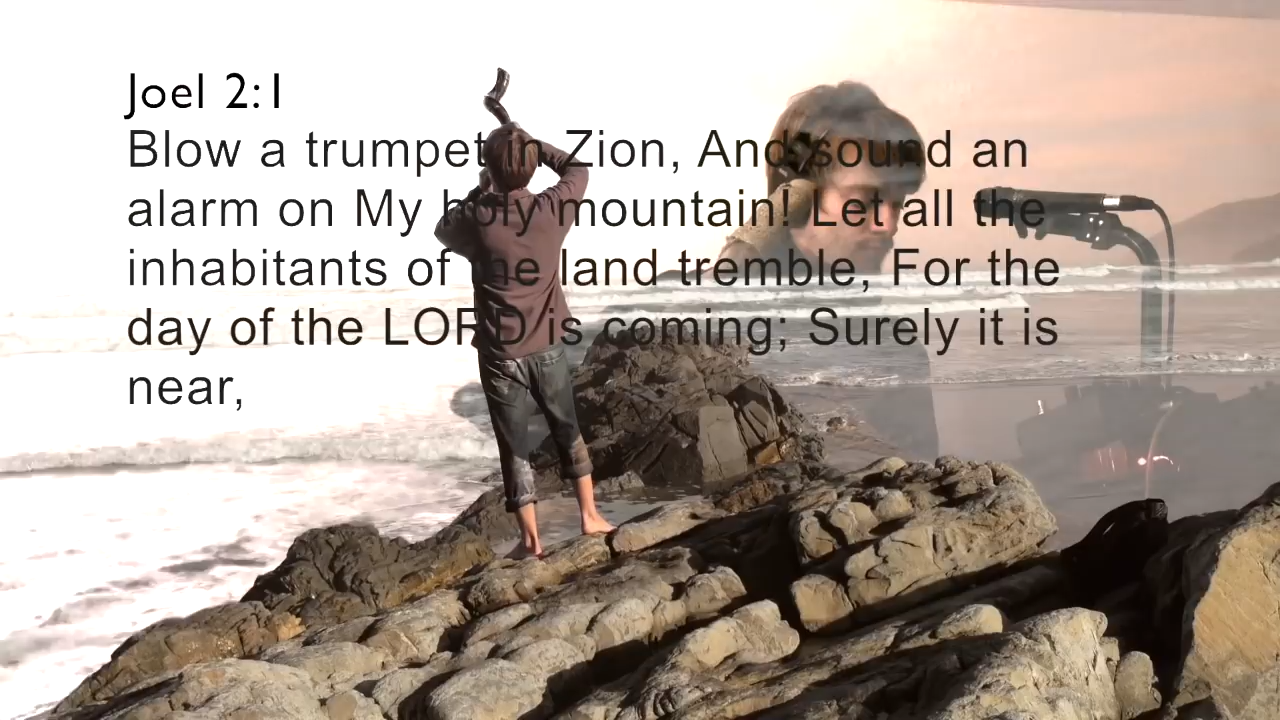 Joel 2:1
Blow a trumpet in Zion, And sound an
alarm on My holy mountain! Let all the
inhabitants of the land tremble, For the
day of the LORD is coming; Surely it is
near,